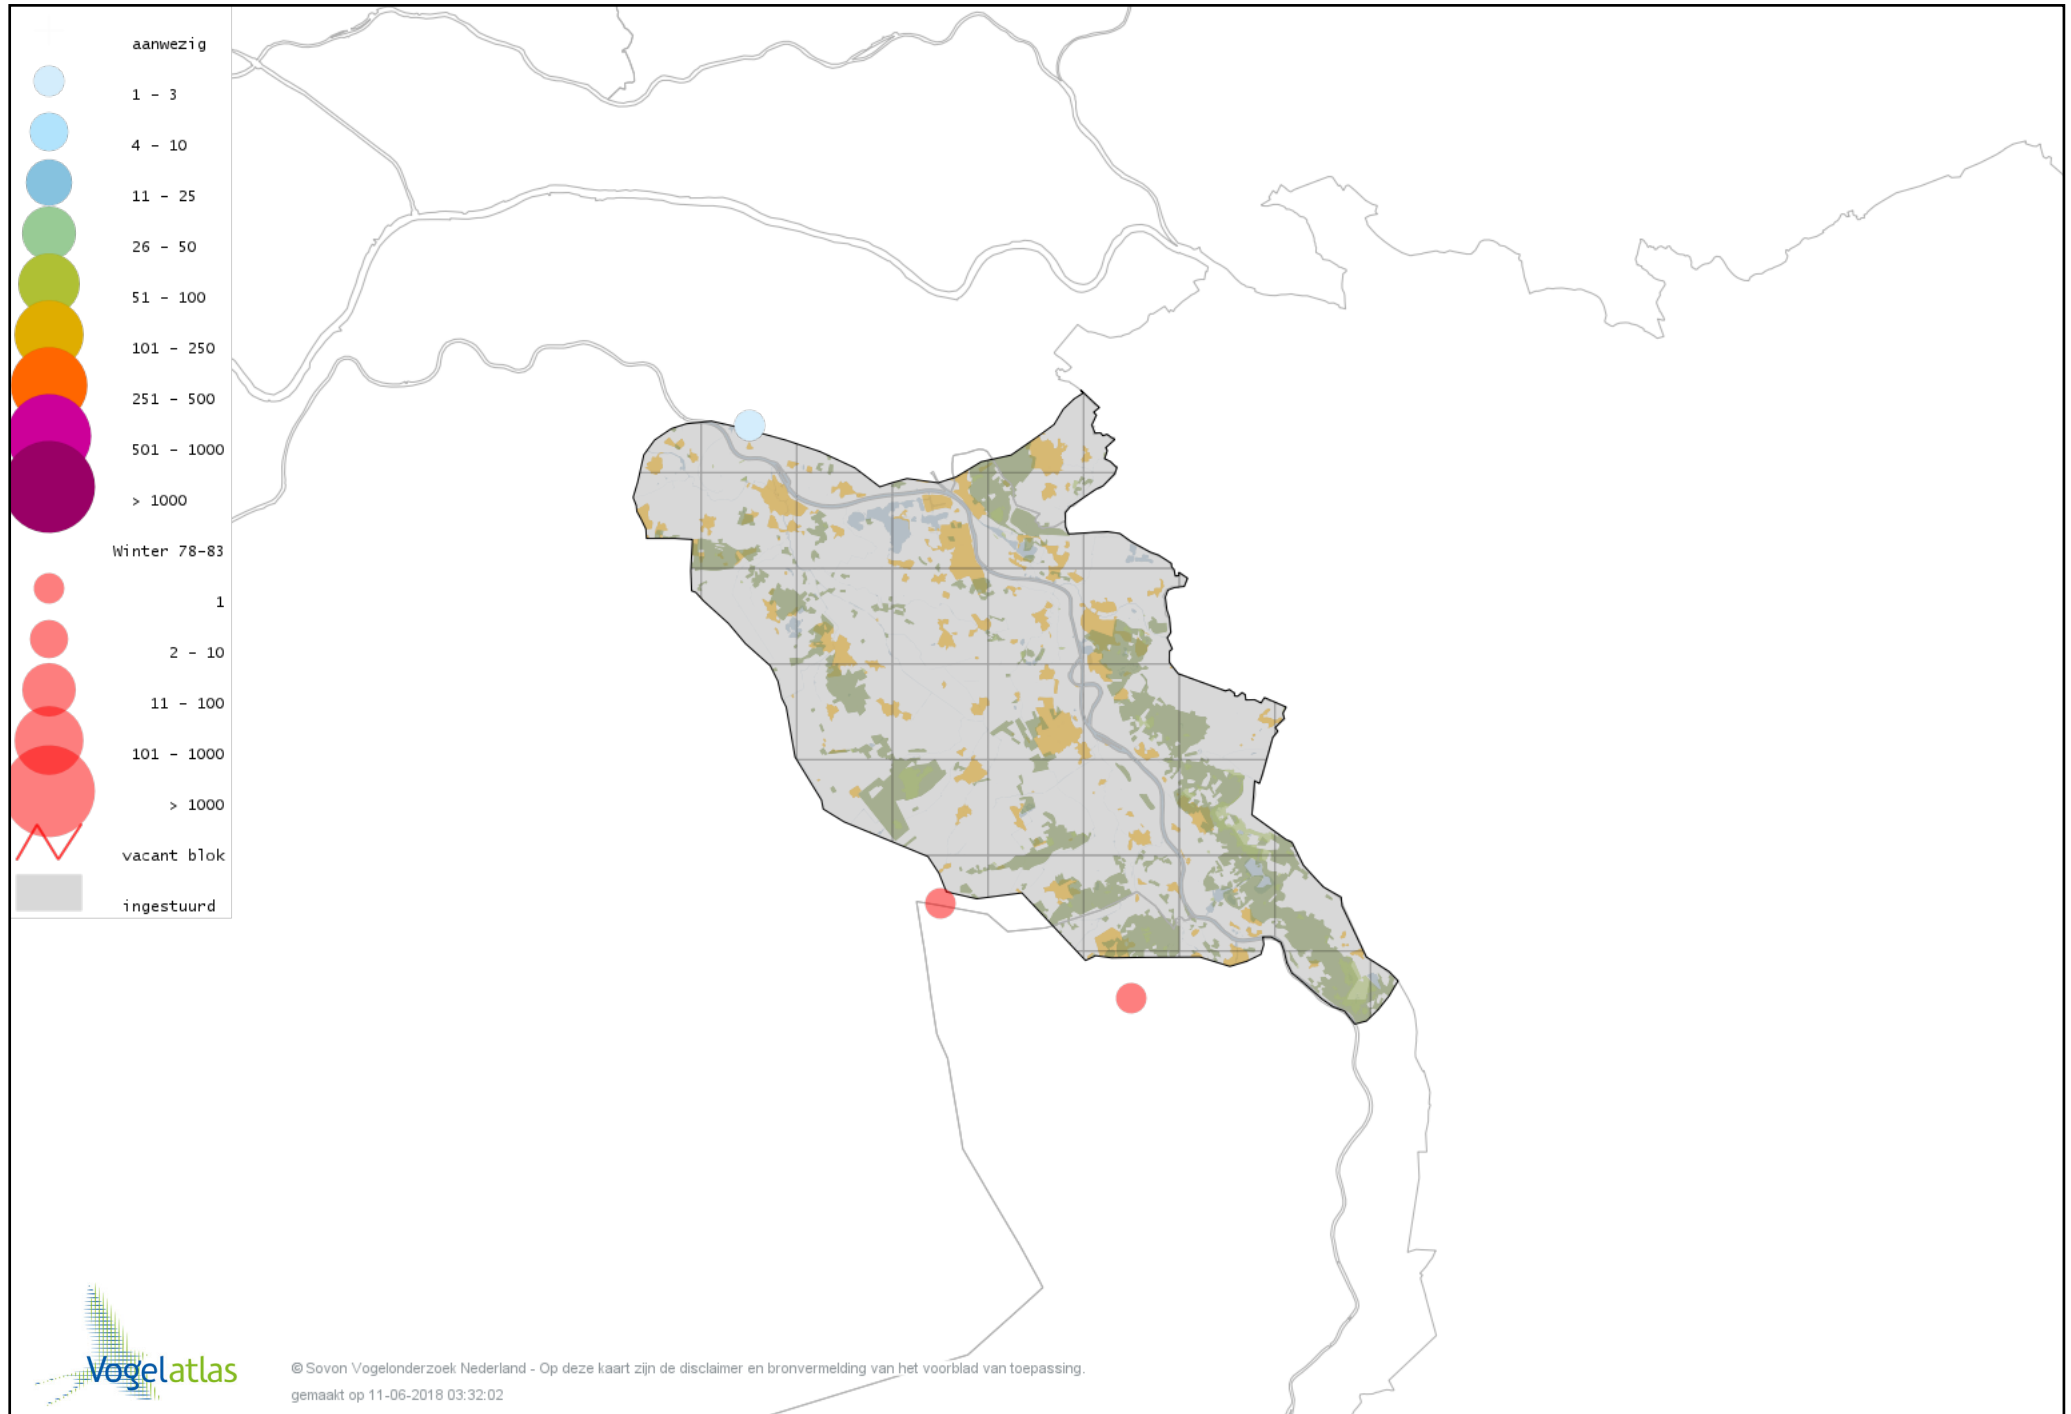 aanwezig
1 - 3
4 - 10
11 - 25
26 - 50
51 - 100
101 - 250
251 - 500
501 - 1000
> 1000
Winter 78-83
1
2 - 10
11 - 100
101 - 1000
> 1000
vacant blok
ingestuurd
Vogelatlas
© Sovon Vogelonderzoek Nederland - Op deze kaart zijn de disclaimer en bronvermelding van het voorblad van toepassing.
gemaakt op 11-06-2018 03:32:02